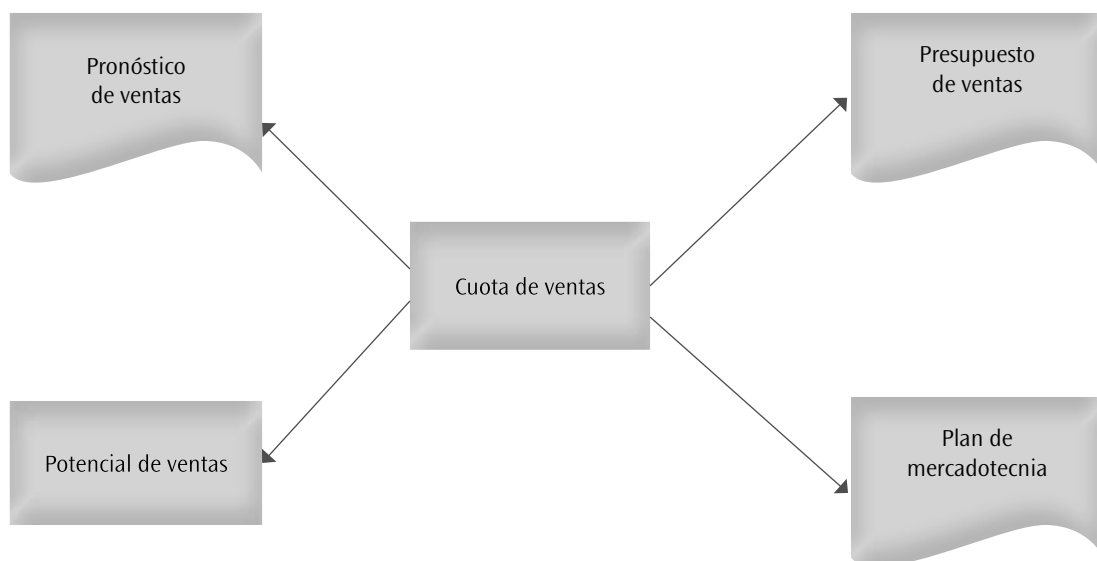 Pronóstico
de ventas
Presupuesto
de ventas
Cuota de ventas
Potencial de ventas
Plan de
mercadotecnia